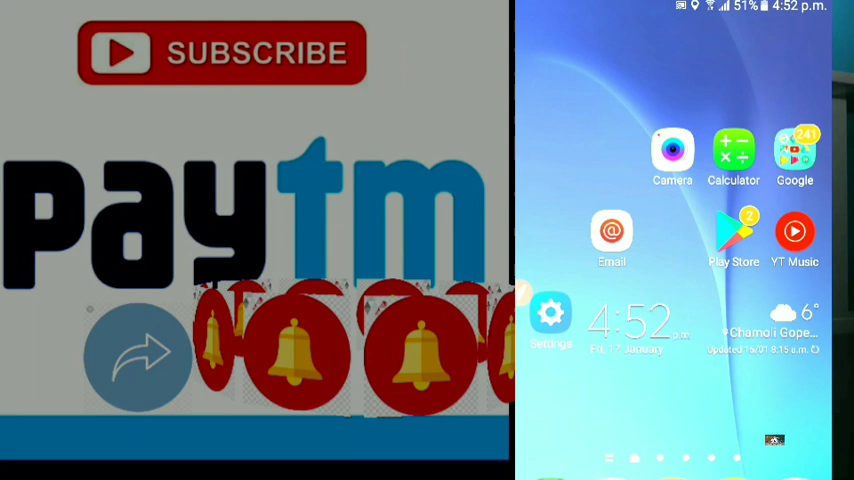 SUBSCRIBE
paytm
51% 4:52 p.m.
241
Camera
Calculator
Google
2
Email
Play Store
YT Music
Settings
4:52 p.m.
Fri, 17 January
6°
Chamoli Gope...
Updated 16/01 8:15 a.m.